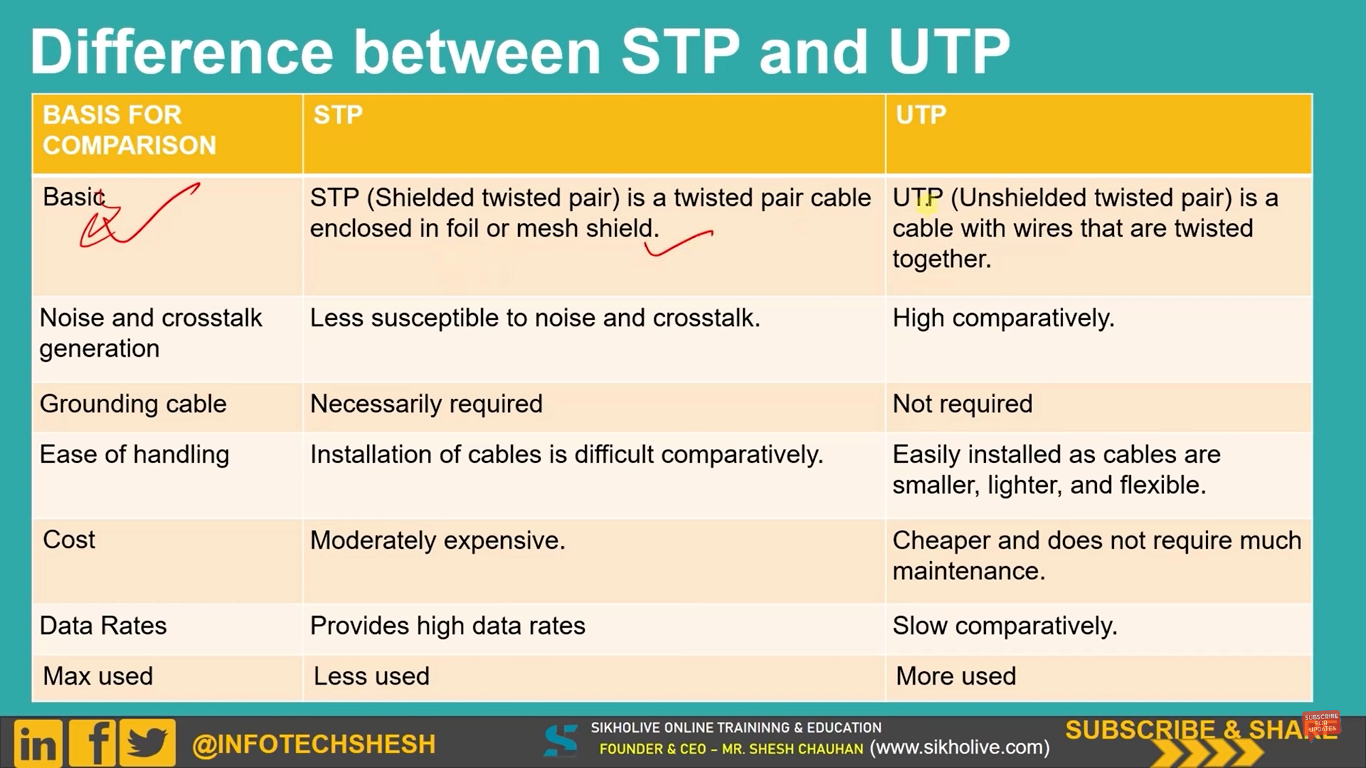 Difference between STP and UTP
BASIS FOR
COMPARISON
STP
UTP
Basic
STP (Shielded twisted pair) is a twisted pair cable
enclosed in foil or mesh shield.
UTP (Unshielded twisted pair) is a
cable with wires that are twisted
together.
Noise and crosstalk
generation
Less susceptible to noise and crosstalk.
High comparatively.
Grounding cable
Necessarily required
Not required
Ease of handling
Installation of cables is difficult comparatively.
Easily installed as cables are
smaller, lighter, and flexible.
Cost
Moderately expensive.
Cheaper and does not require much
maintenance.
Data Rates
Provides high data rates
Slow comparatively.
Max used
Less used
More used
in f
@INFOTECHSHESH
SIKHOLIVE ONLINE TRAININNG & EDUCATION
FOUNDER & CEO – MR. SHESH CHAUHAN (www.sikholive.com)
SUBSCRIBE & SHARE
SUBSCRIBE
FOR
UPDATES